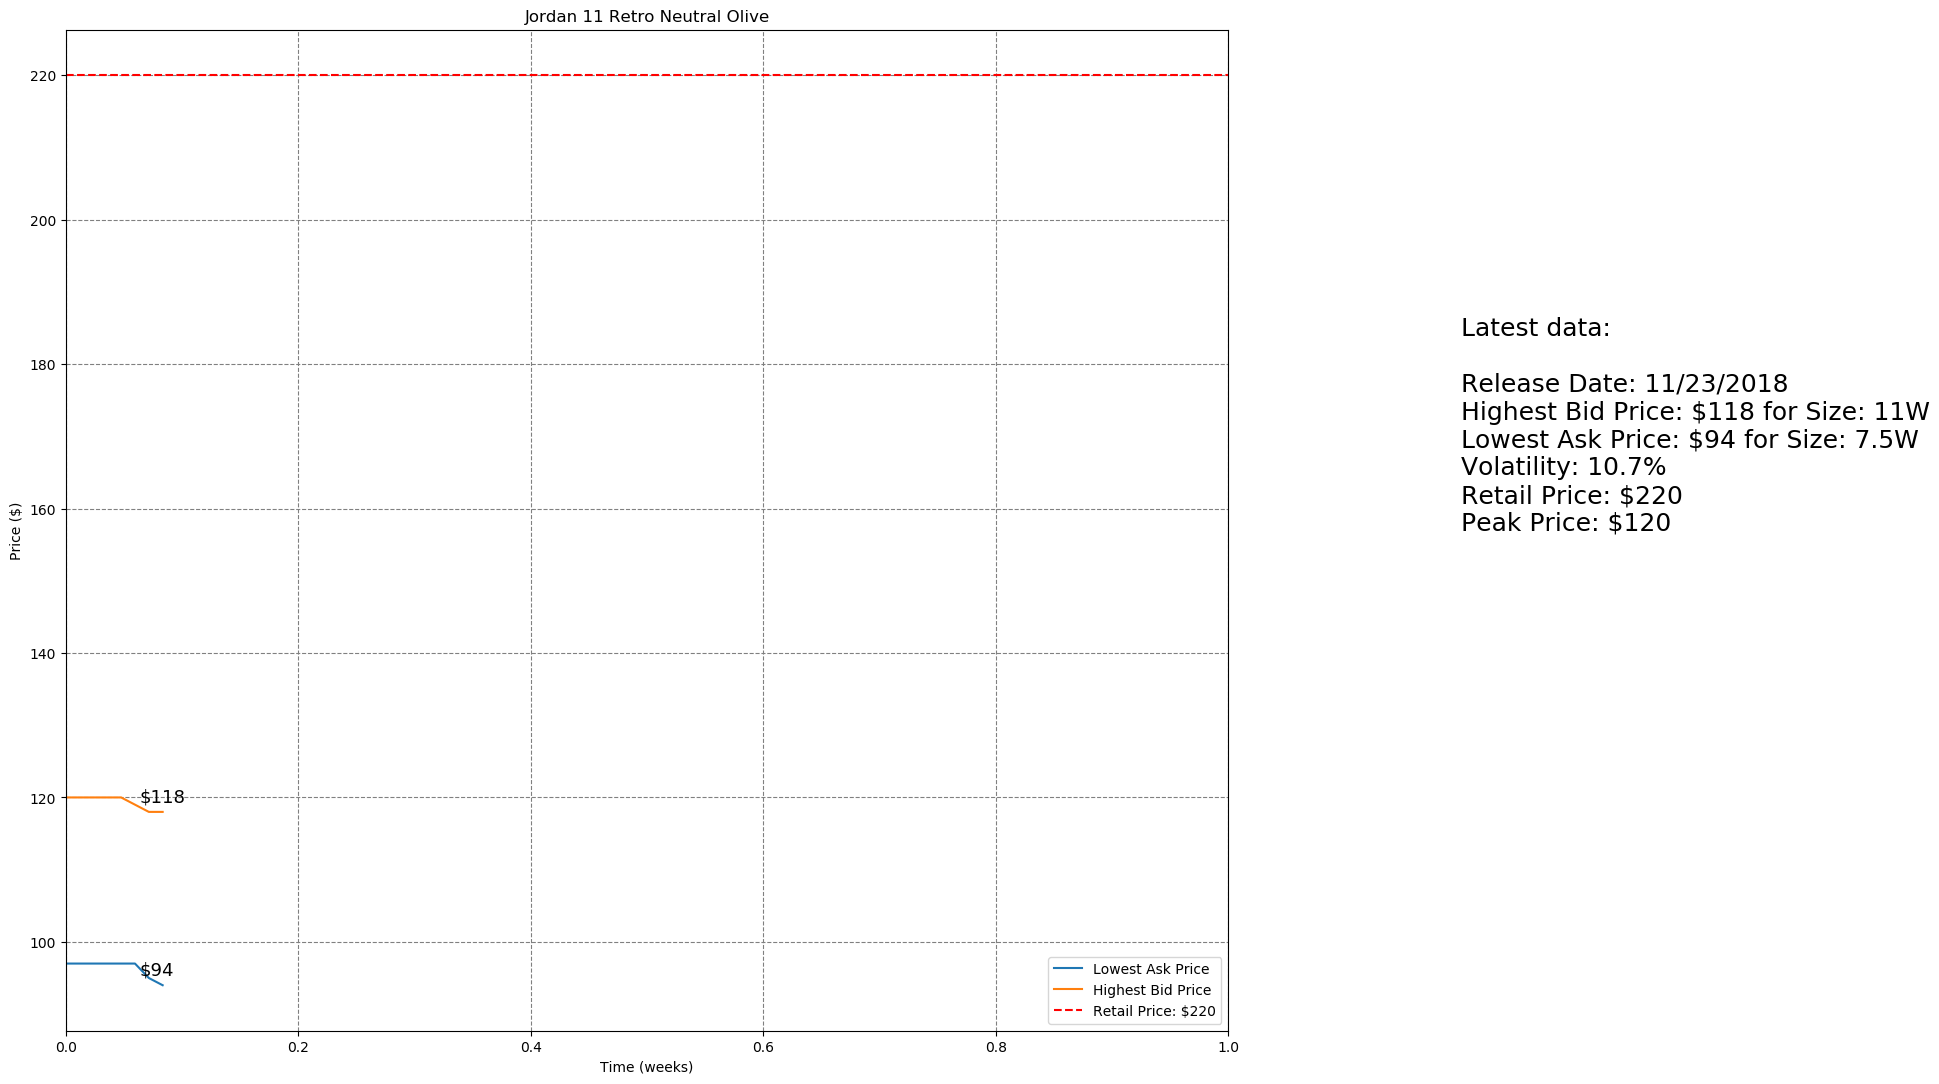 Jordan 11 Retro Neutral Olive
220
200
180
160
140
120
100
Price ($)
$118
$94
Lowest Ask Price
Highest Bid Price
Retail Price: $220
0.0 0.2 0.4 0.6 0.8 1.0
Time (weeks)
Latest data:
Release Date: 11/23/2018
Highest Bid Price: $118 for Size: 11W
Lowest Ask Price: $94 for Size: 7.5W
Volatility: 10.7%
Retail Price: $220
Peak Price: $120